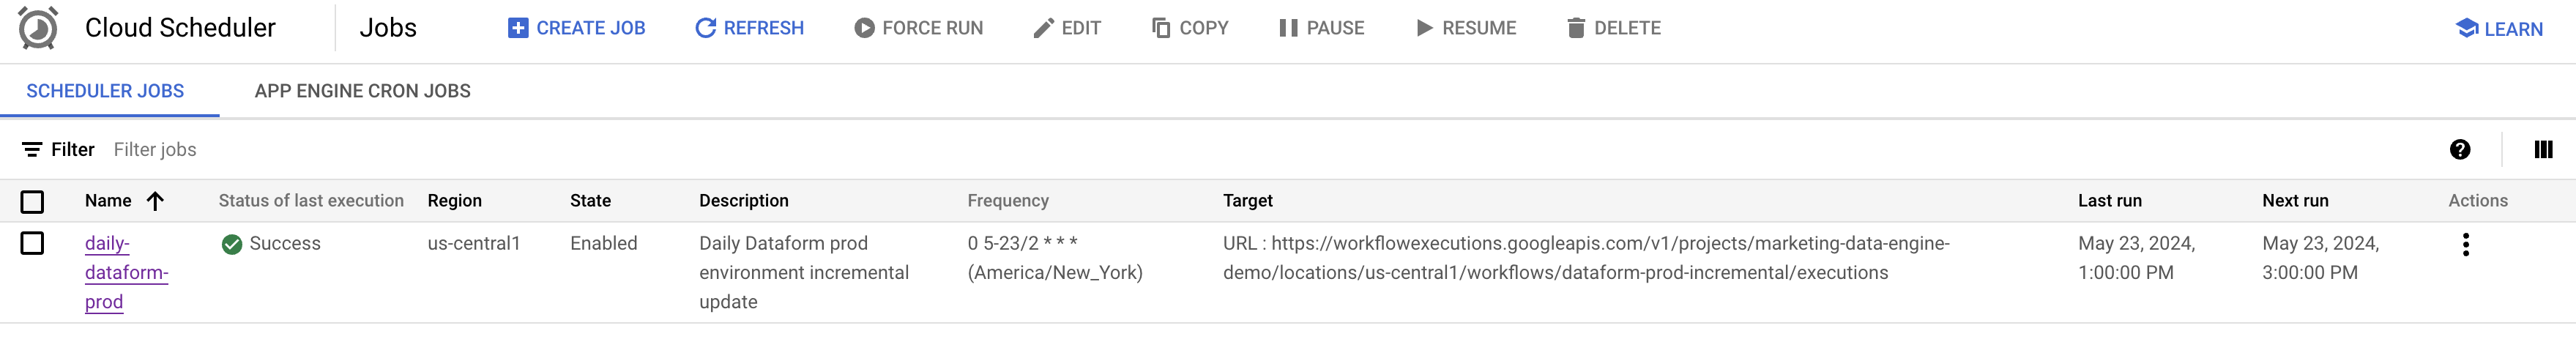 Cloud Scheduler Jobs CREATE JOB REFRESH FORCE RUN EDIT COPY PAUSE RESUME DELETE LEARN
SCHEDULER JOBS APP ENGINE CRON JOBS
Filter Filter jobs
Name Status of last execution Region State Description Frequency Target Last run Next run Actions
daily- Success us-central1 Enabled Daily Dataform prod 0 5-23/2 * * * URL : https://workflowexecutions.googleapis.com/v1/projects/marketing-data-engine- May 23, 2024, May 23, 2024,
dataform- environment incremental (America/New_York) demo/locations/us-central1/workflows/dataform-prod-incremental/executions 1:00:00 PM 3:00:00 PM
prod update